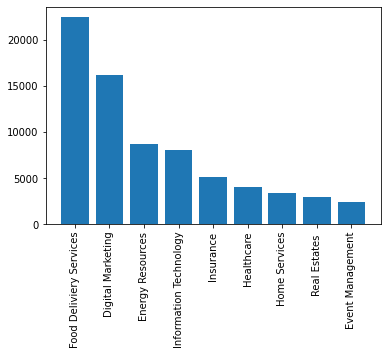 20000
15000
10000
5000
0
Food Deliviery Services
Digital Marketing
Energy Resources
Information Technology
Insurance
Healthcare
Home Services
Real Estates
Event Management